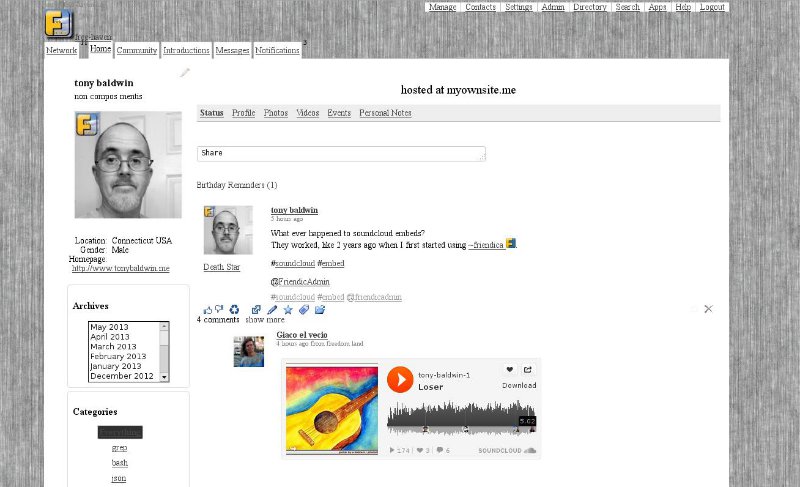 Manage Contacts Settings Admin Directory Search Apps Help Logout
free-haven
Network Home Community Introductions Messages Notifications
tony baldwin
non compos mentis
hosted at myownsite.me
Status Profile Photos Videos Events Personal Notes
Share
Birthday Reminders (1)
Location: Connecticut USA
Gender: Male
Homepage:
http://www.tonybaldwin.me
tony baldwin
5 hours ago
What ever happened to soundcloud embeds?
They worked, like 2 years ago when I first started using ~friendica .
#soundcloud #embed
@FriendicAdmin
#soundcloud #embed @friendicadmin
Death Star
4 comments show more
Giaco el vecio
4 hours ago from freedom land
tony-baldwin-1
Loser
Download
5.02
174 3 6
SOUNDCLOUD
Archives
May 2013
April 2013
March 2013
February 2013
January 2013
December 2012
Categories
Everything
grep
bash
json